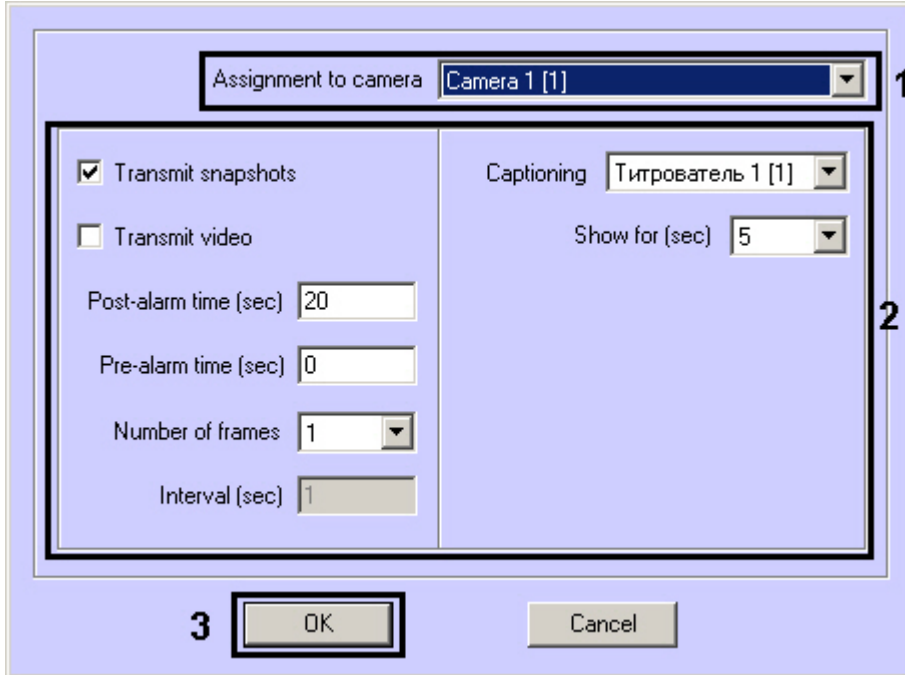 Assignment to camera Camera 1 [1] 1
Transmit snapshots Captioning Титрователь 1 [1]
Transmit video Show for (sec) 5
Post-alarm time (sec) 20 2
Pre-alarm time (sec) 0
Number of frames 1
Interval (sec) 1
3 OK Cancel